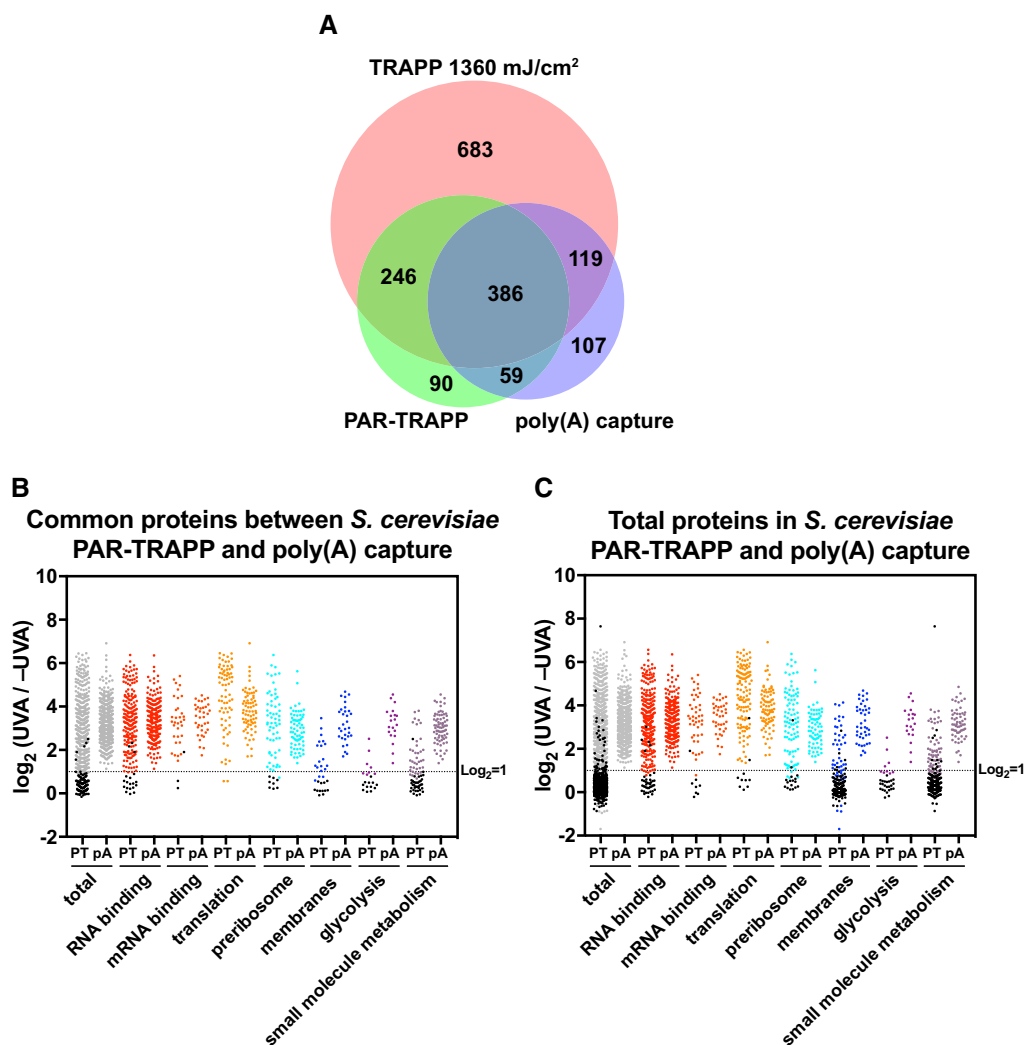 A
TRAPP 1360 mJ/cm²
683
246
386
119
107
90
59
PAR-TRAPP
poly(A) capture
B
Common proteins between S. cerevisiae
PAR-TRAPP and poly(A) capture
log₂ (UVA / –UVA)
10
8
6
4
2
0
-2
Log₂=1
PT pA PT pA PT pA PT pA PT pA PT pA PT pA PT pA
total
RNA binding
mRNA binding
translation
preribosome
membranes
glycolysis
small molecule metabolism
C
Total proteins in S. cerevisiae
PAR-TRAPP and poly(A) capture
log₂ (UVA / –UVA)
10
8
6
4
2
0
-2
Log₂=1
PT pA PT pA PT pA PT pA PT pA PT pA PT pA PT pA
total
RNA binding
mRNA binding
translation
preribosome
membranes
glycolysis
small molecule metabolism